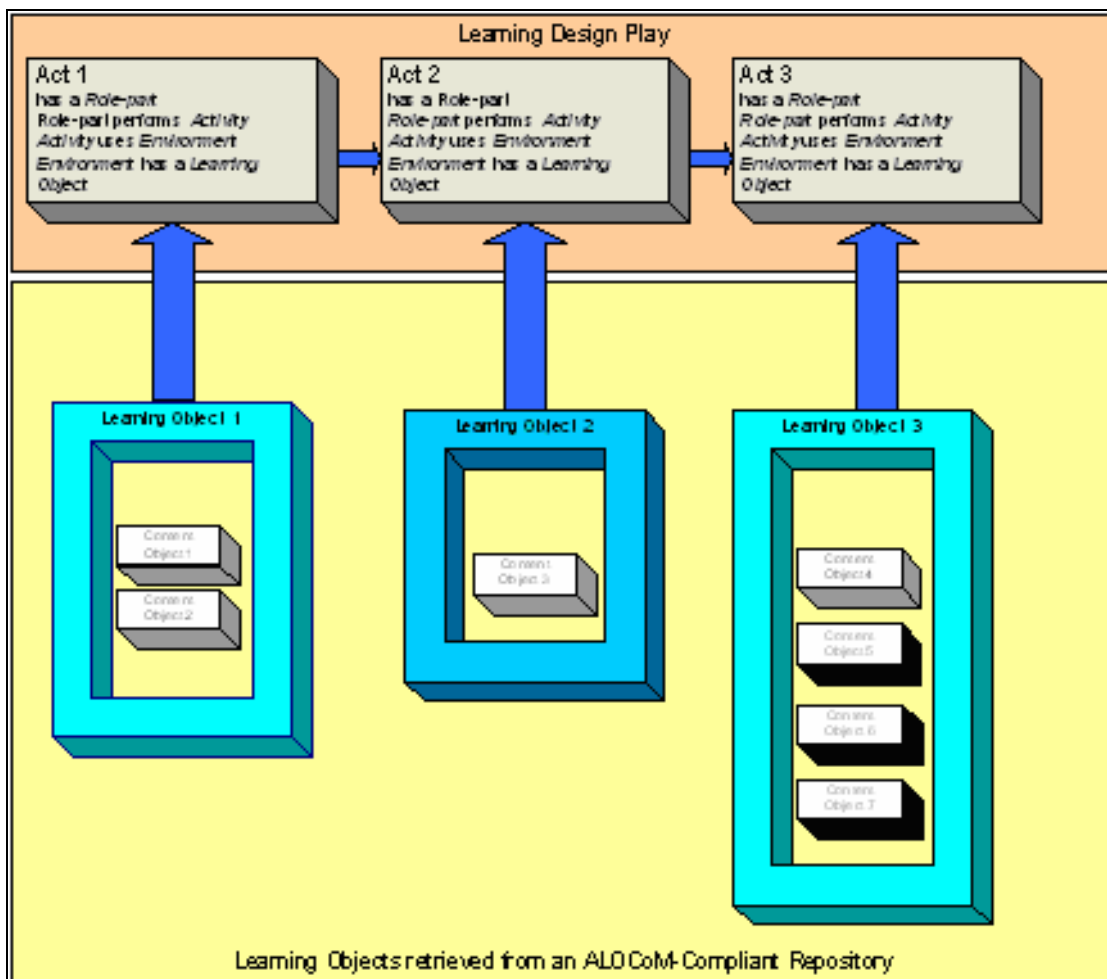 Learning Design Play
Act 1
has a Role-part
Role-part performs Activity
Activity uses Environment
Environment has a Learning
Object
Act 2
has a Role-part
Role-part performs Activity
Activity uses Environment
Environment has a Learning
Object
Act 3
has a Role-part
Role-part performs Activity
Activity uses Environment
Environment has a Learning
Object
Learning Object 1
Content
Object 1
Content
Object 2
Learning Object 2
Content
Object 3
Learning Object 3
Content
Object 4
Content
Object 5
Content
Object 6
Content
Object 7
Learning Objects retrieved from an ALOCoM-Compliant Repository